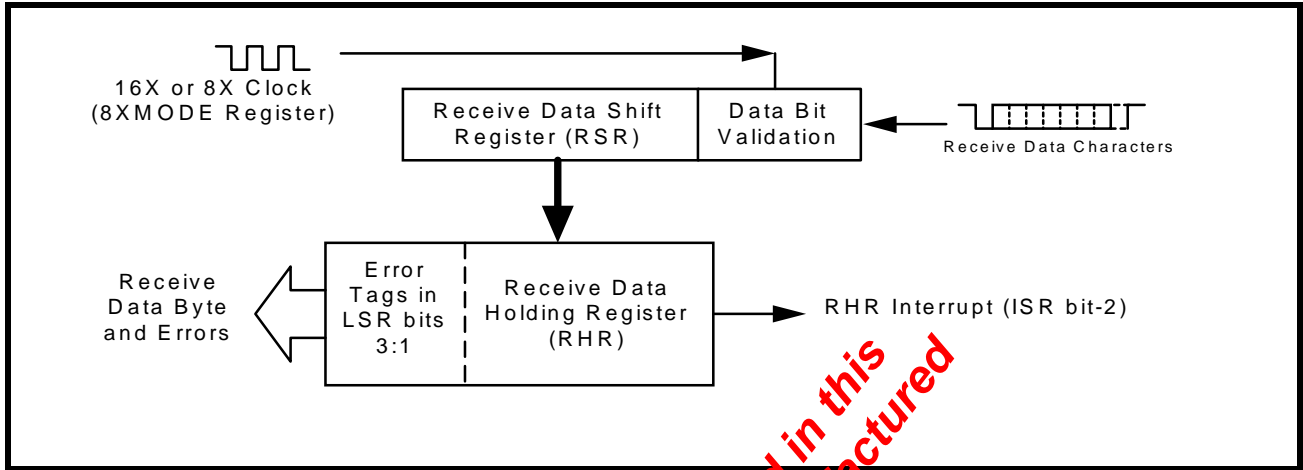 16X or 8X Clock
(8XMODE Register)
Receive Data Shift
Register (RSR)
Data Bit
Validation
Receive Data Characters
Receive
Data Byte
and Errors
Error
Tags in
LSR bits
3:1
Receive Data
Holding Register
(RHR)
RHR Interrupt (ISR bit-2)
in this